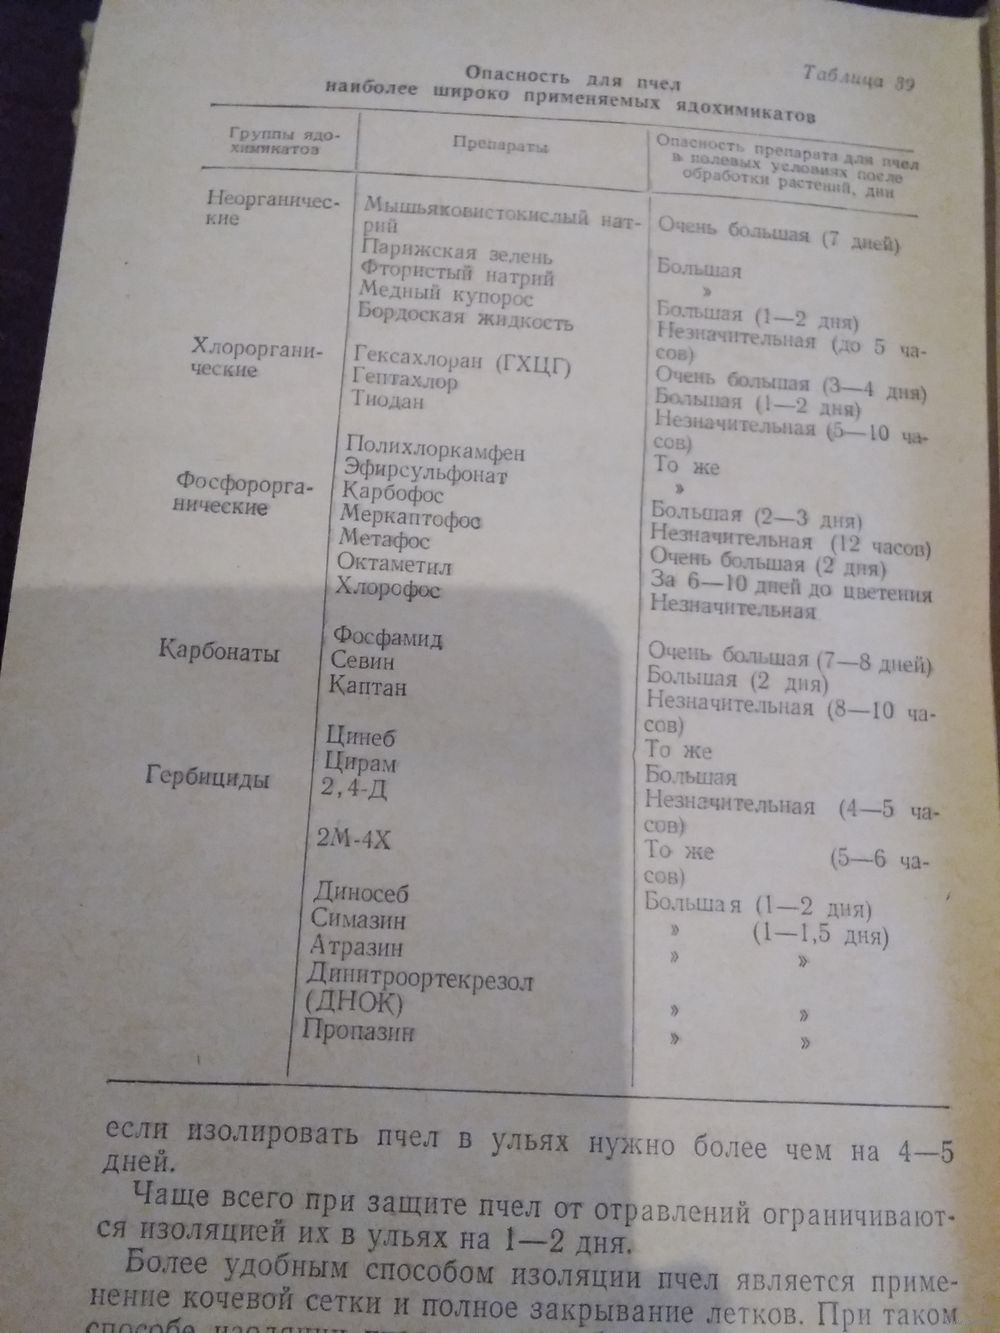 Таблица 39
Опасность для пчел
наиболее широко применяемых ядохимикатов
Группы ядо-
химикатов
Препараты
Опасность препарата для пчел
в полевых условиях после
обработки растений, дни
Неорганичес-
кие
Мышьяковистокислый нат-
рий
Очень большая (7 дней)
Парижская зелень
Большая
Фтористый натрий
»
Медный купорос
Большая (1—2 дня)
Бордоская жидкость
Незначительная (до 5 ча-
сов)
Хлороргани-
ческие
Гексахлоран (ГХЦГ)
Очень большая (3—4 дня)
Гептахлор
Большая (1—2 дня)
Тиодан
Незначительная (5—10 ча-
сов)
Полихлоркамфен
То же
Эфирсульфонат
»
Фосфорорга-
нические
Карбофос
Большая (2—3 дня)
Меркаптофос
Незначительная (12 часов)
Метафос
Очень большая (2 дня)
Октаметил
За 6—10 дней до цветения
Хлорофос
Незначительная
Фосфамид
Очень большая (7—8 дней)
Карбонаты
Севин
Большая (2 дня)
Каптан
Незначительная (8—10 ча-
сов)
Цинеб
То же
Цирам
Большая
Гербициды
2,4-Д
Незначительная (4—5 ча-
сов)
2М-4Х
То же (5—6 ча-
сов)
Диносеб
Большая (1—2 дня)
Симазин
» (1—1,5 дня)
Атразин
» »
Динитроортекрезол
(ДНОК)
» »
Пропазин
» »
если изолировать пчел в ульях нужно более чем на 4—5
дней.
Чаще всего при защите пчел от отравлений ограничивают-
ся изоляцией их в ульях на 1—2 дня.
Более удобным способом изоляции пчел является приме-
нение кочевой сетки и полное закрывание летков. При таком
способе